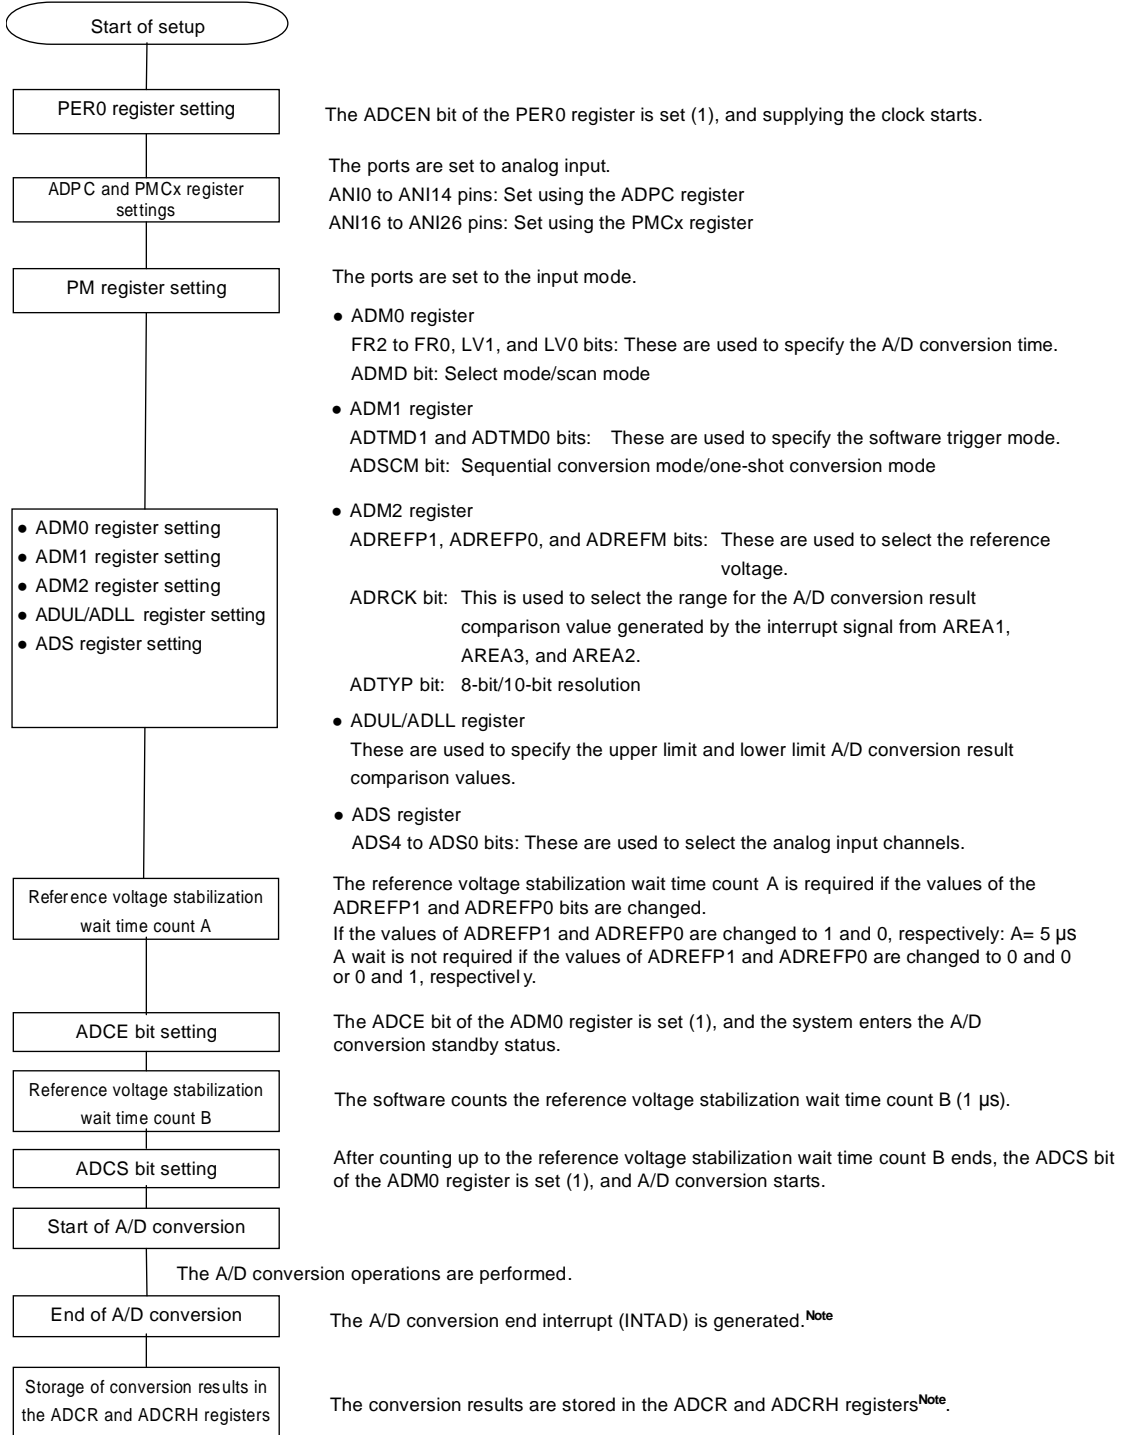 Start of setup
PER0 register setting
The ADCEN bit of the PER0 register is set (1), and supplying the clock starts.
ADPC and PMCx register
settings
The ports are set to analog input.
ANI0 to ANI14 pins: Set using the ADPC register
ANI16 to ANI26 pins: Set using the PMCx register
PM register setting
The ports are set to the input mode.
● ADM0 register
FR2 to FR0, LV1, and LV0 bits: These are used to specify the A/D conversion time.
ADMD bit: Select mode/scan mode
● ADM1 register
ADTMD1 and ADTMD0 bits: These are used to specify the software trigger mode.
ADSCM bit: Sequential conversion mode/one-shot conversion mode
● ADM0 register setting
● ADM1 register setting
● ADM2 register setting
● ADUL/ADLL register setting
● ADS register setting
● ADM2 register
ADREFP1, ADREFP0, and ADREFM bits: These are used to select the reference
voltage.
ADRCK bit: This is used to select the range for the A/D conversion result
comparison value generated by the interrupt signal from AREA1,
AREA3, and AREA2.
ADTYP bit: 8-bit/10-bit resolution
● ADUL/ADLL register
These are used to specify the upper limit and lower limit A/D conversion result
comparison values.
● ADS register
ADS4 to ADS0 bits: These are used to select the analog input channels.
Reference voltage stabilization
wait time count A
The reference voltage stabilization wait time count A is required if the values of the
ADREFP1 and ADREFP0 bits are changed.
If the values of ADREFP1 and ADREFP0 are changed to 1 and 0, respectively: A= 5 µs
A wait is not required if the values of ADREFP1 and ADREFP0 are changed to 0 and 0
or 0 and 1, respectively.
ADCE bit setting
The ADCE bit of the ADM0 register is set (1), and the system enters the A/D
conversion standby status.
Reference voltage stabilization
wait time count B
The software counts the reference voltage stabilization wait time count B (1 µs).
ADCS bit setting
After counting up to the reference voltage stabilization wait time count B ends, the ADCS bit
of the ADM0 register is set (1), and A/D conversion starts.
Start of A/D conversion
The A/D conversion operations are performed.
End of A/D conversion
The A/D conversion end interrupt (INTAD) is generated.Note
Storage of conversion results in
the ADCR and ADCRH registers
The conversion results are stored in the ADCR and ADCRH registersNote.